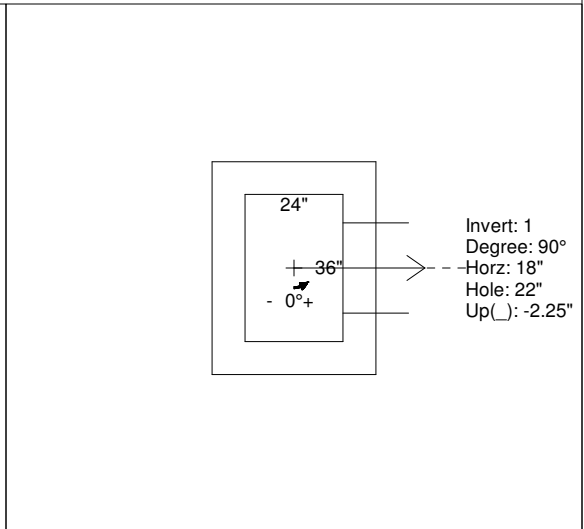 24"
36"
- 0°+
Invert: 1
Degree: 90°
Horz: 18"
Hole: 22"
Up(_): -2.25"